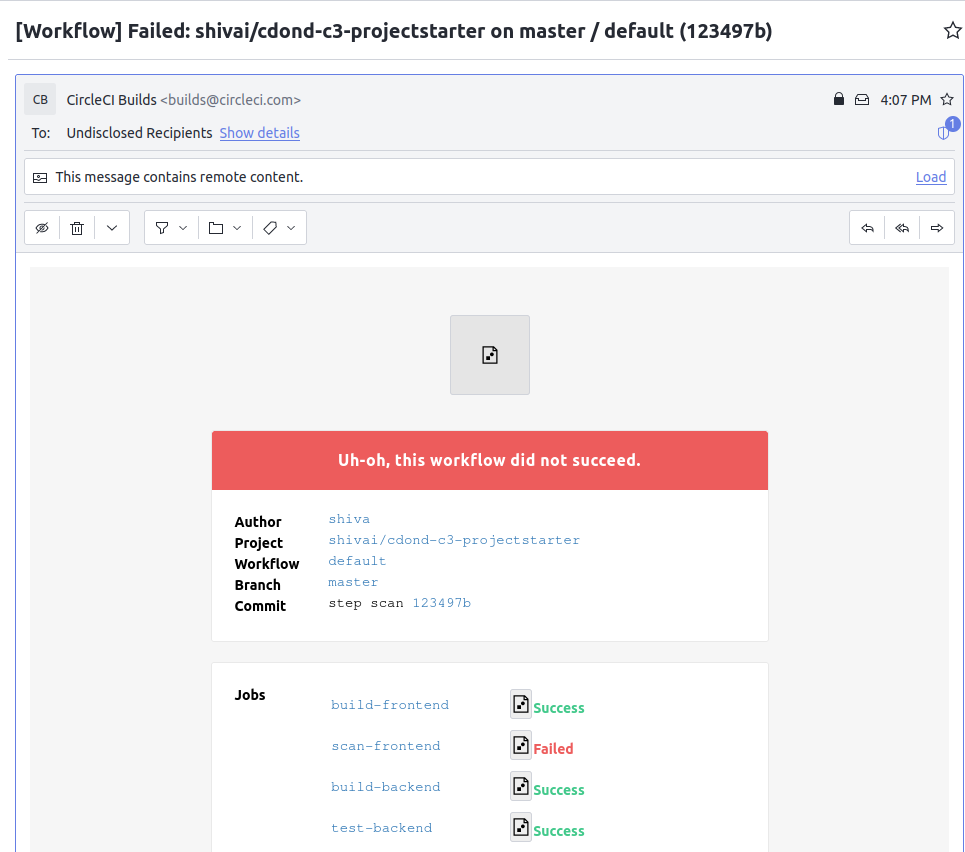 [Workflow] Failed: shivai/cdond-c3-projectstarter on master / default (123497b)
CB CircleCI Builds <builds@circleci.com> 4:07 PM
To: Undisclosed Recipients Show details 1
This message contains remote content. Load
Uh-oh, this workflow did not succeed.
Author shiva
Project shivai/cdond-c3-projectstarter
Workflow default
Branch master
Commit step scan 123497b
Jobs
build-frontend Success
scan-frontend Failed
build-backend Success
test-backend Success